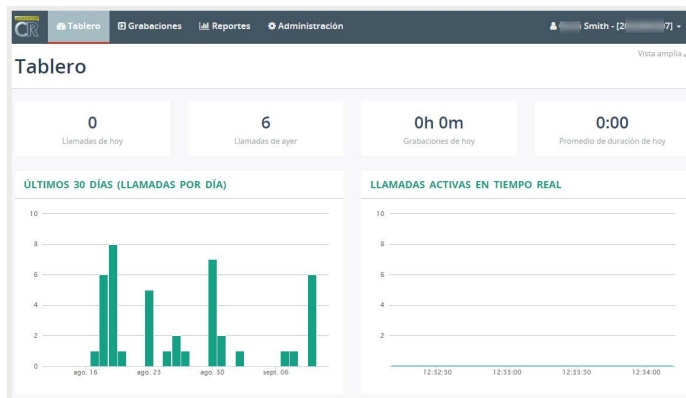 CR
Tablero
Grabaciones
Reportes
Administración
Smith - [2 7]
Vista amplia
Tablero
0
Llamadas de hoy
6
Llamadas de ayer
0h 0m
Grabaciones de hoy
0:00
Promedio de duración de hoy
ÚLTIMOS 30 DÍAS (LLAMADAS POR DÍA)
10
8
6
4
2
0
ago. 16
ago. 23
ago. 30
sept. 06
LLAMADAS ACTIVAS EN TIEMPO REAL
10
8
6
4
2
12:32:30
12:33:00
12:33:30
12:34:00